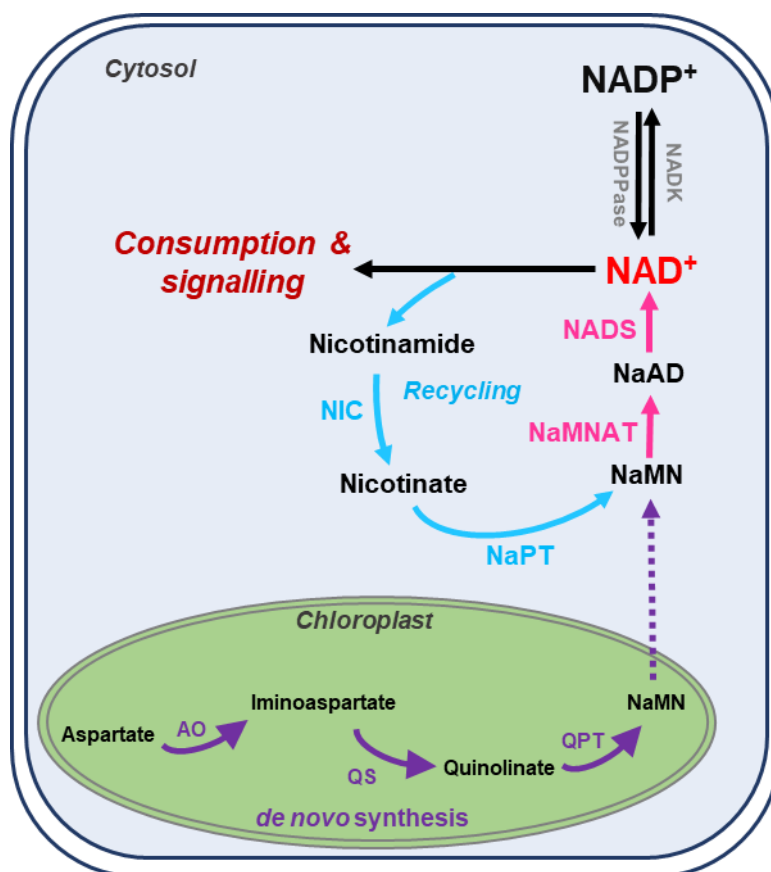 Cytosol
NADP+
NADPPase
NADK
Consumption &
signalling
NAD+
NADS
Nicotinamide
NaAD
Recycling
NIC
NaMNAT
Nicotinate
NaMN
NaPT
Chloroplast
Iminoaspartate
NaMN
Aspartate
AO
QPT
QS
Quinolinate
de novo synthesis